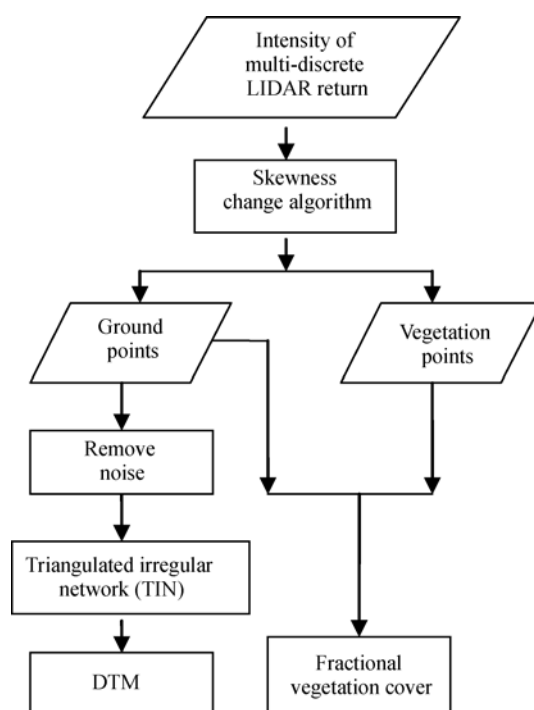 Intensity of
multi-discrete
LIDAR return
Skewness
change algorithm
Ground
points
Vegetation
points
Remove
noise
Triangulated irregular
network (TIN)
DTM
Fractional
vegetation cover